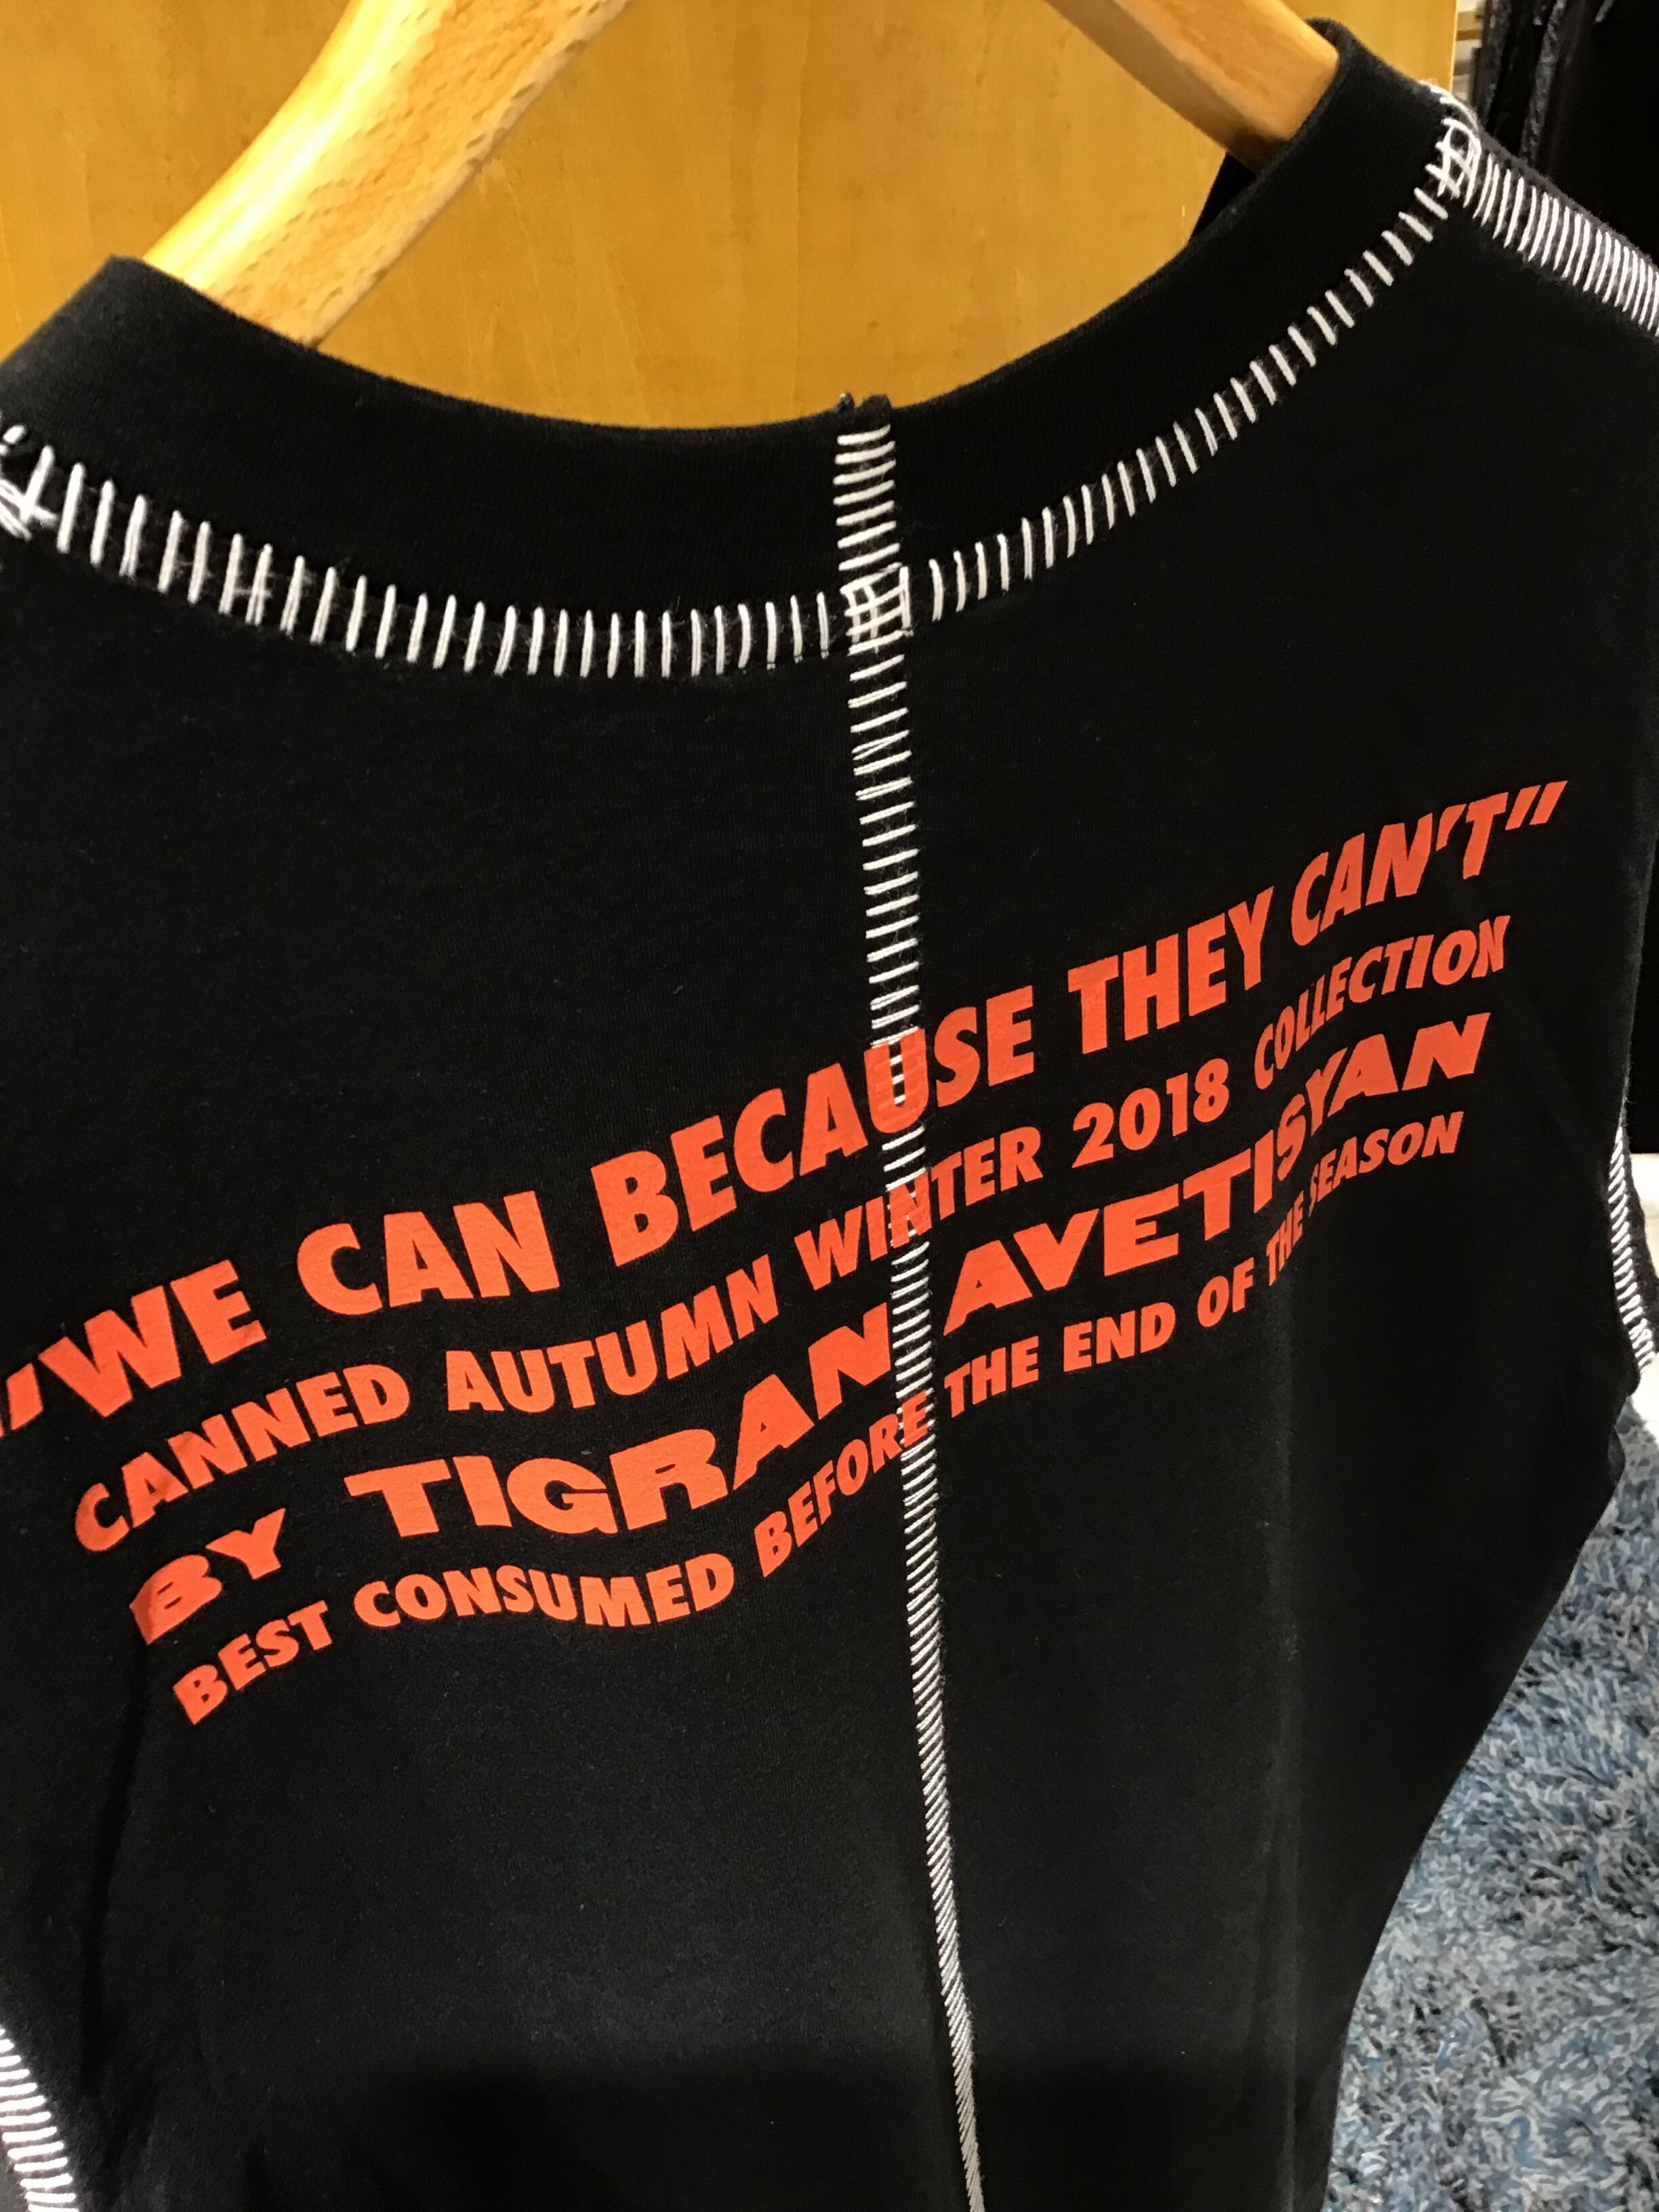 "WE CAN BECAUSE THEY CAN'T"
CANNED AUTUMN WINTER 2018 COLLECTION
BY TIGRAN AVETISYAN
BEST CONSUMED BEFORE THE END OF THE SEASON